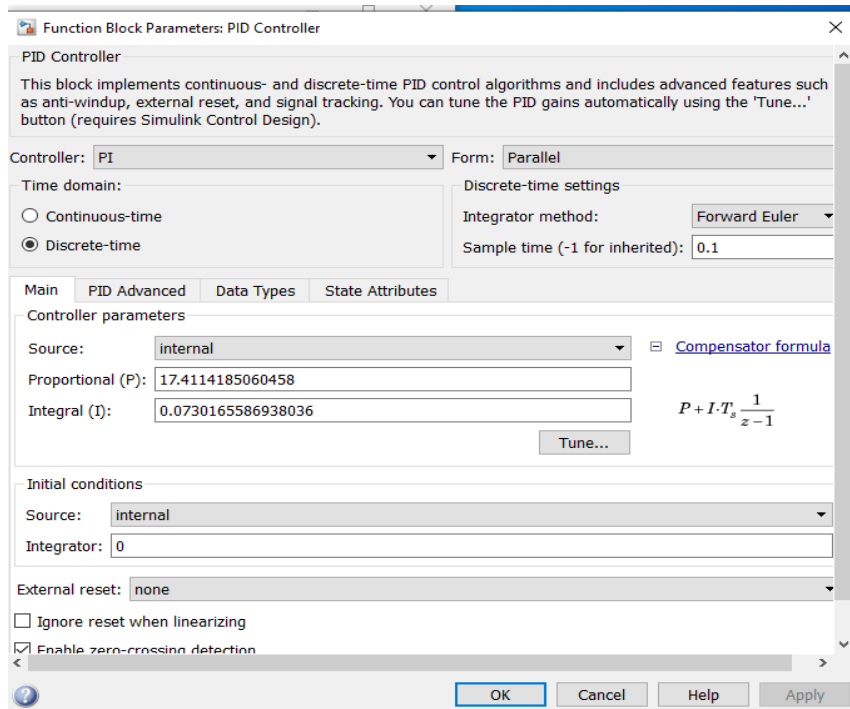 Function Block Parameters: PID Controller
PID Controller
This block implements continuous- and discrete-time PID control algorithms and includes advanced features such
as anti-windup, external reset, and signal tracking. You can tune the PID gains automatically using the 'Tune...'
button (requires Simulink Control Design).
Controller: PI Form: Parallel
Time domain: Discrete-time settings
Continuous-time Integrator method: Forward Euler
Discrete-time Sample time (-1 for inherited): 0.1
Main PID Advanced Data Types State Attributes
Controller parameters
Source: internal Compensator formula
Proportional (P): 17.4114185060458
Integral (I): 0.0730165586938036
P + I·Ts 1/(z − 1)
Tune...
Initial conditions
Source: internal
Integrator: 0
External reset: none
Ignore reset when linearizing
Enable zero-crossing detection
OK Cancel Help Apply